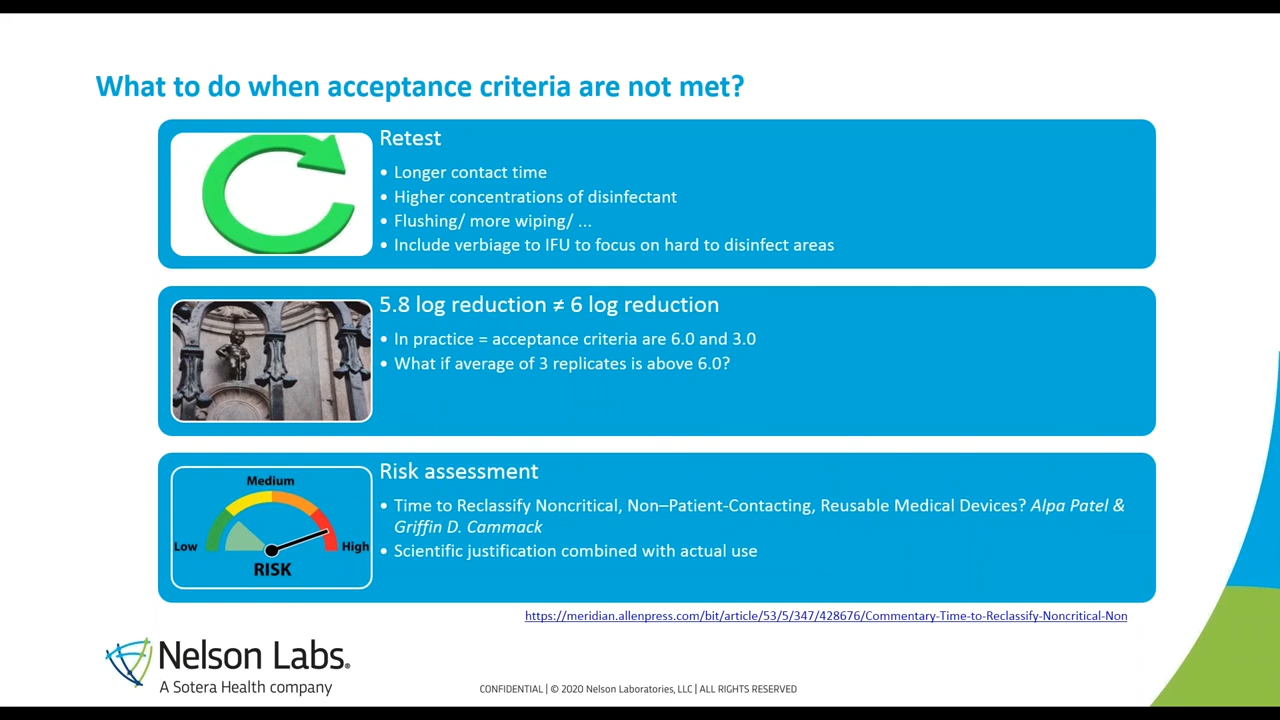 What to do when acceptance criteria are not met?
Retest
• Longer contact time
• Higher concentrations of disinfectant
• Flushing/ more wiping/ ...
• Include verbiage to IFU to focus on hard to disinfect areas
5.8 log reduction ≠ 6 log reduction
• In practice = acceptance criteria are 6.0 and 3.0
• What if average of 3 replicates is above 6.0?
Medium
Low
High
RISK
Risk assessment
• Time to Reclassify Noncritical, Non–Patient-Contacting, Reusable Medical Devices? Alpa Patel &
Griffin D. Cammack
• Scientific justification combined with actual use
https://meridian.allenpress.com/bit/article/53/5/347/428676/Commentary-Time-to-Reclassify-Noncritical-Non
Nelson Labs®
A Sotera Health company
CONFIDENTIAL | © 2020 Nelson Laboratories, LLC | ALL RIGHTS RESERVED